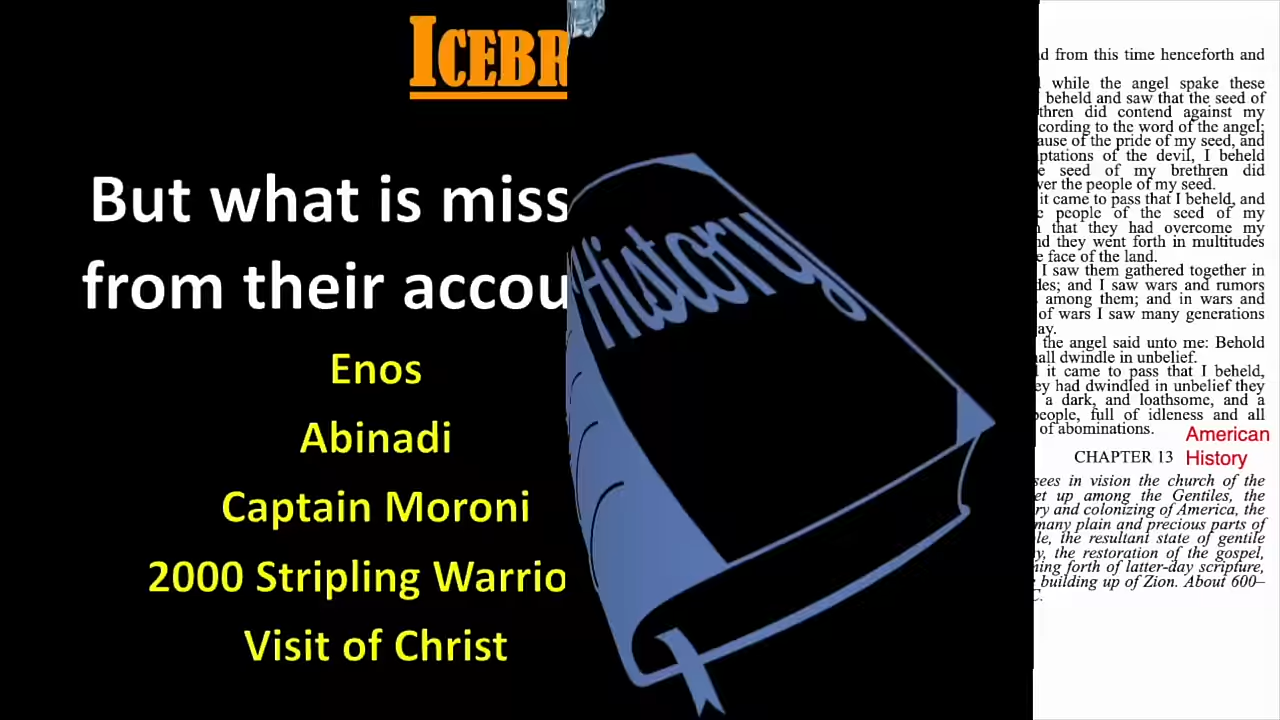 ICEBR
But what is miss
from their accou
Enos
Abinadi
Captain Moroni
2000 Stripling Warrio
Visit of Christ
History
d from this time henceforth and
while the angel spake these
beheld and saw that the seed of
thren did contend against my
cording to the word of the angel;
ause of the pride of my seed, and
ptations of the devil, I beheld
e seed of my brethren did
ver the people of my seed.
it came to pass that I beheld, and
e people of the seed of my
that they had overcome my
nd they went forth in multitudes
e face of the land.
I saw them gathered together in
des; and I saw wars and rumors
among them; and in wars and
of wars I saw many generations
ay.
the angel said unto me: Behold
all dwindle in unbelief.
it came to pass that I beheld,
ey had dwindled in unbelief they
a dark, and loathsome, and a
people, full of idleness and all
of abominations.
American
History
CHAPTER 13
sees in vision the church of the
et up among the Gentiles, the
ry and colonizing of America, the
many plain and precious parts of
le, the resultant state of gentile
y, the restoration of the gospel,
ning forth of latter-day scripture,
building up of Zion. About 600–
C.